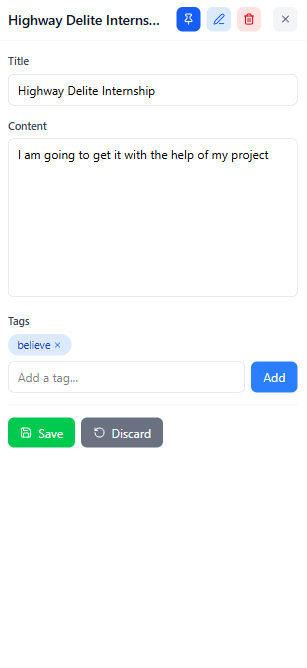 Highway Delite Interns...
Title
Highway Delite Internship
Content
I am going to get it with the help of my project
Tags
believe ×
Add a tag...
Add
Save
Discard